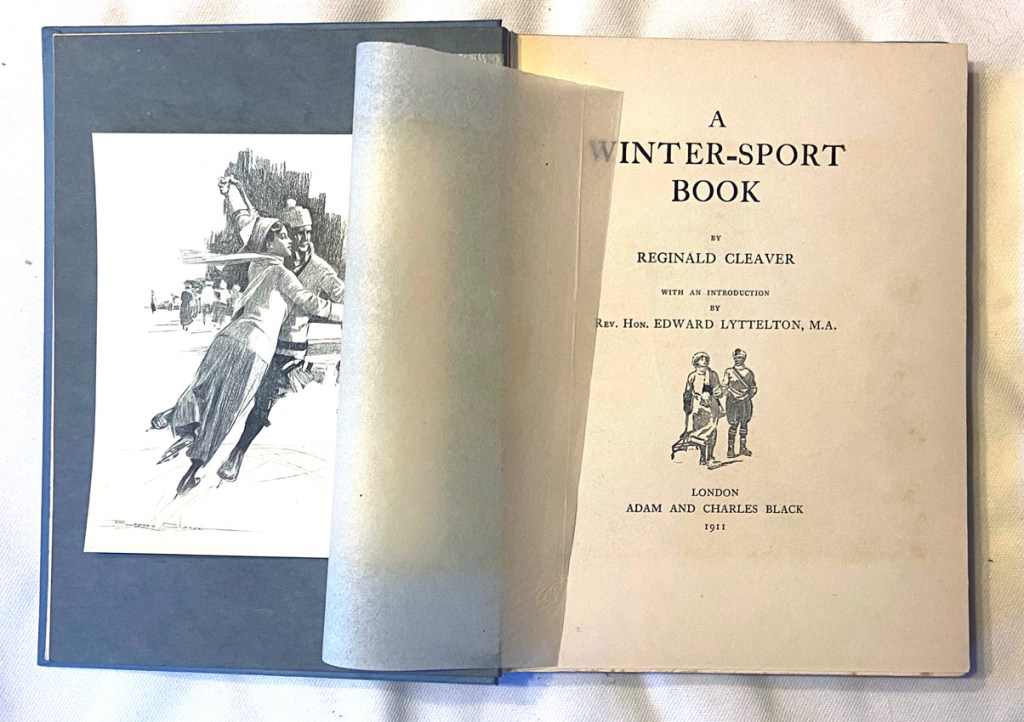 A
WINTER-SPORT
BOOK
BY
REGINALD CLEAVER
WITH AN INTRODUCTION
BY
REV. HON. EDWARD LYTTELTON, M.A.
LONDON
ADAM AND CHARLES BLACK
1911